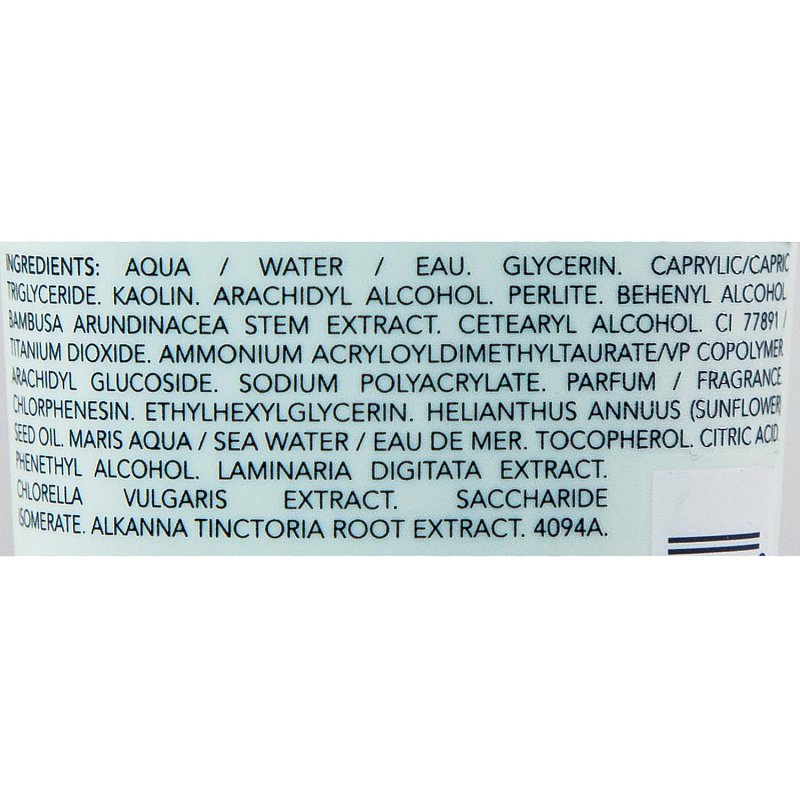 INGREDIENTS: AQUA / WATER / EAU. GLYCERIN. CAPRYLIC/CAPRIC
TRIGLYCERIDE. KAOLIN. ARACHIDYL ALCOHOL. PERLITE. BEHENYL ALCOHOL
BAMBUSA ARUNDINACEA STEM EXTRACT. CETEARYL ALCOHOL. CI 77891 /
TITANIUM DIOXIDE. AMMONIUM ACRYLOYLDIMETHYLTAURATE/VP COPOLYMER.
ARACHIDYL GLUCOSIDE. SODIUM POLYACRYLATE. PARFUM / FRAGRANCE
CHLORPHENESIN. ETHYLHEXYLGLYCERIN. HELIANTHUS ANNUUS (SUNFLOWER)
SEED OIL. MARIS AQUA / SEA WATER / EAU DE MER. TOCOPHEROL. CITRIC ACID.
PHENETHYL ALCOHOL. LAMINARIA DIGITATA EXTRACT.
CHLORELLA VULGARIS EXTRACT. SACCHARIDE
ISOMERATE. ALKANNA TINCTORIA ROOT EXTRACT. 4094A.